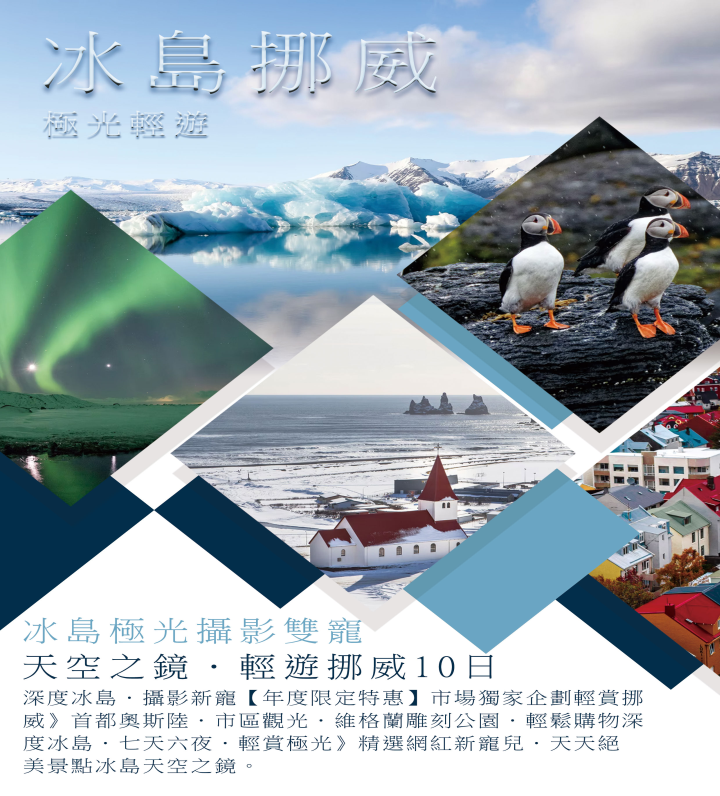 冰島挪威
極光輕遊
冰島極光攝影雙寵
天空之鏡．輕遊挪威10日
深度冰島．攝影新寵【年度限定特惠】市場獨家企劃輕賞挪
威》首都奧斯陸．市區觀光．維格蘭雕刻公園．輕鬆購物深
度冰島．七天六夜．輕賞極光》精選網紅新寵兒．天天絕
美景點冰島天空之鏡。